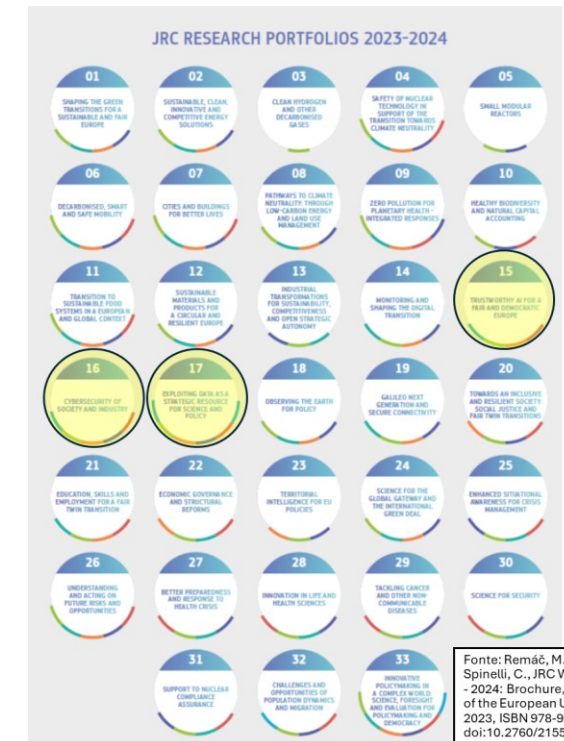 JRC RESEARCH PORTFOLIOS 2023-2024
01
SHAPING THE GREEN
TRANSITIONS FOR A
SUSTAINABLE AND FAIR
EUROPE
02
SUSTAINABLE, CLEAN,
INNOVATIVE AND
COMPETITIVE ENERGY
SOLUTIONS
03
CLEAN HYDROGEN
AND OTHER
DECARBONISED
GASES
04
SAFETY OF NUCLEAR
TECHNOLOGY IN
SUPPORT OF THE
TRANSITION TOWARDS
CLIMATE NEUTRALITY
05
SMALL MODULAR
REACTORS
06
DECARBONISED, SMART
AND SAFE MOBILITY
07
CITIES AND BUILDINGS
FOR BETTER LIVES
08
PATHWAYS TO CLIMATE
NEUTRALITY: THROUGH
LOW-CARBON ENERGY
AND LAND USE
MANAGEMENT
09
ZERO POLLUTION FOR
PLANETARY HEALTH -
INTEGRATED RESPONSES
10
HEALTHY BIODIVERSITY
AND NATURAL CAPITAL
ACCOUNTING
11
TRANSITION TO
SUSTAINABLE FOOD
SYSTEMS IN A EUROPEAN
AND GLOBAL CONTEXT
12
SUSTAINABLE
MATERIALS AND
PRODUCTS FOR
A CIRCULAR AND
RESILIENT EUROPE
13
INDUSTRIAL
TRANSFORMATIONS
FOR SUSTAINABILITY,
COMPETITIVENESS
AND OPEN STRATEGIC
AUTONOMY
14
MONITORING AND
SHAPING THE DIGITAL
TRANSITION
15
TRUSTWORTHY AI FOR A
FAIR AND DEMOCRATIC
EUROPE
16
CYBERSECURITY OF
SOCIETY AND INDUSTRY
17
EXPLOITING DATA AS A
STRATEGIC RESOURCE
FOR SCIENCE AND
POLICY
18
OBSERVING THE EARTH
FOR POLICY
19
GALILEO NEXT
GENERATION AND
SECURE CONNECTIVITY
20
TOWARDS AN INCLUSIVE
AND RESILIENT SOCIETY:
SOCIAL JUSTICE AND
FAIR TWIN TRANSITIONS
21
EDUCATION, SKILLS AND
EMPLOYMENT FOR A FAIR
TWIN TRANSITION
22
ECONOMIC GOVERNANCE
AND STRUCTURAL
REFORMS
23
TERRITORIAL
INTELLIGENCE FOR EU
POLICIES
24
SCIENCE FOR THE
GLOBAL GATEWAY AND
THE INTERNATIONAL
GREEN DEAL
25
ENHANCED SITUATIONAL
AWARENESS FOR CRISIS
MANAGEMENT
26
UNDERSTANDING
AND ACTING ON
FUTURE RISKS AND
OPPORTUNITIES
27
BETTER PREPAREDNESS
AND RESPONSE TO
HEALTH CRISIS
28
INNOVATION IN LIFE AND
HEALTH SCIENCES
29
TACKLING CANCER
AND OTHER NON-
COMMUNICABLE
DISEASES
30
SCIENCE FOR SECURITY
31
SUPPORT TO NUCLEAR
COMPLIANCE
ASSURANCE
32
CHALLENGES AND
OPPORTUNITIES OF
POPULATION DYNAMICS
AND MIGRATION
33
INNOVATIVE
POLICYMAKING IN
A COMPLEX WORLD:
SCIENCE, FORESIGHT
AND EVALUATION FOR
POLICYMAKING AND
DEMOCRACY
Fonte: Remáč, M.
Spinelli, C., JRC W
- 2024: Brochure,
of the European U
2023, ISBN 978-9
doi:10.2760/2155